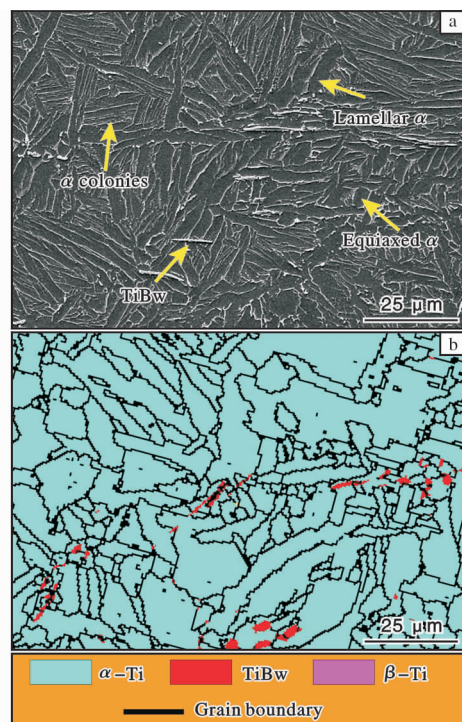 a
Lamellar α
α colonies
Equiaxed α
TiBw
25 μm
b
25 μm
α-Ti
TiBw
β-Ti
Grain boundary